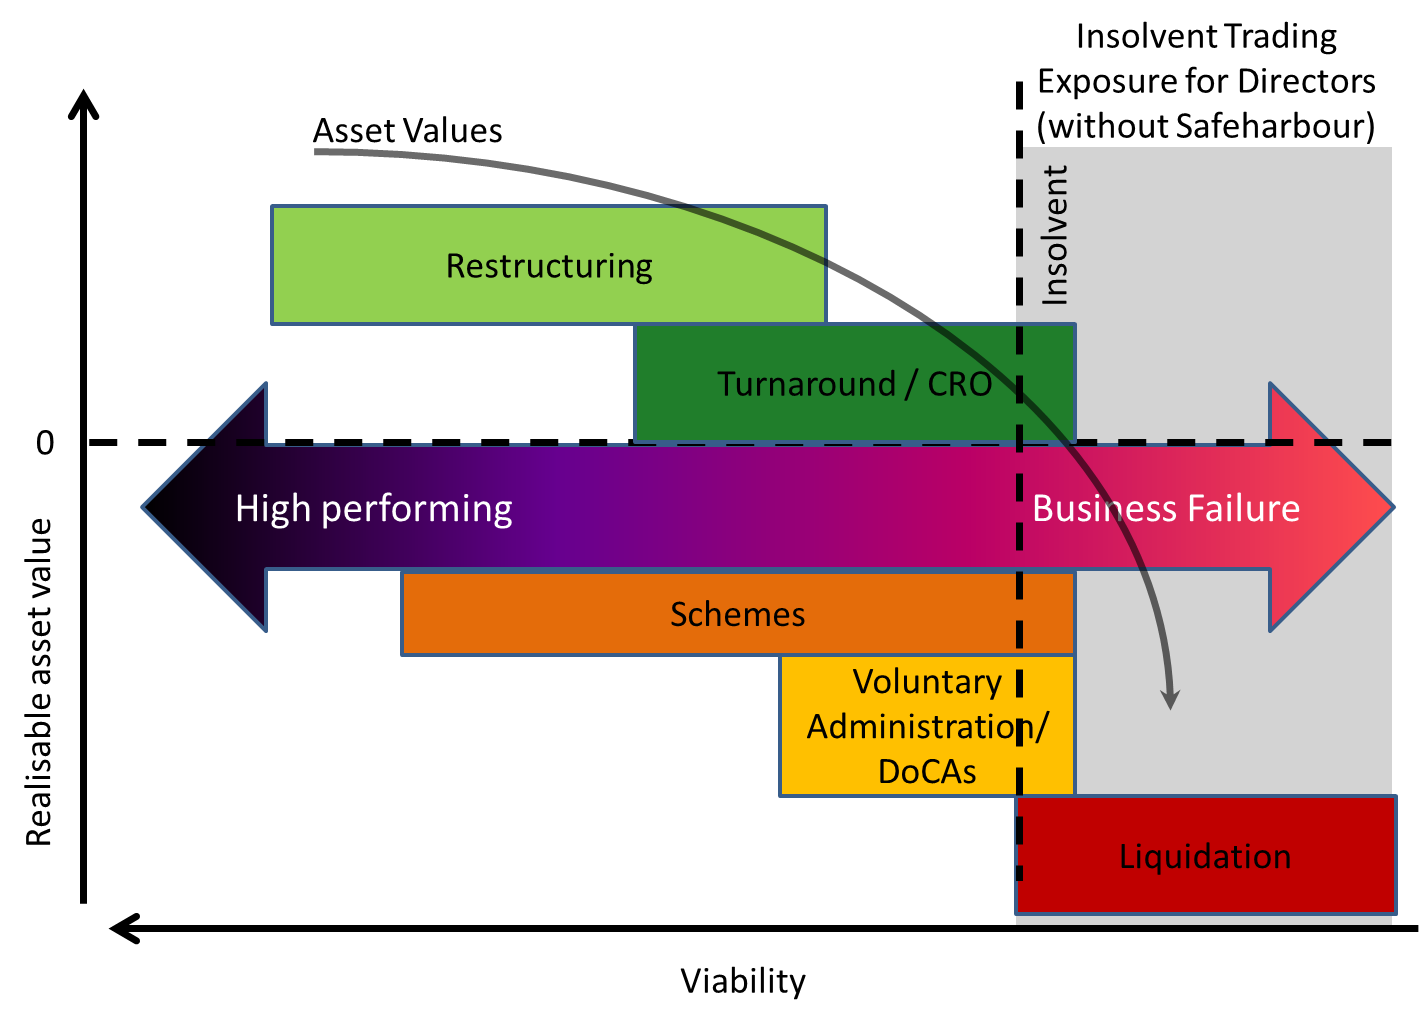 Insolvent Trading
Exposure for Directors
(without Safeharbour)
Asset Values
Insolvent
Restructuring
Turnaround / CRO
0
High performing
Business Failure
Schemes
Realisable asset value
Voluntary
Administration/
DoCAs
Liquidation
Viability